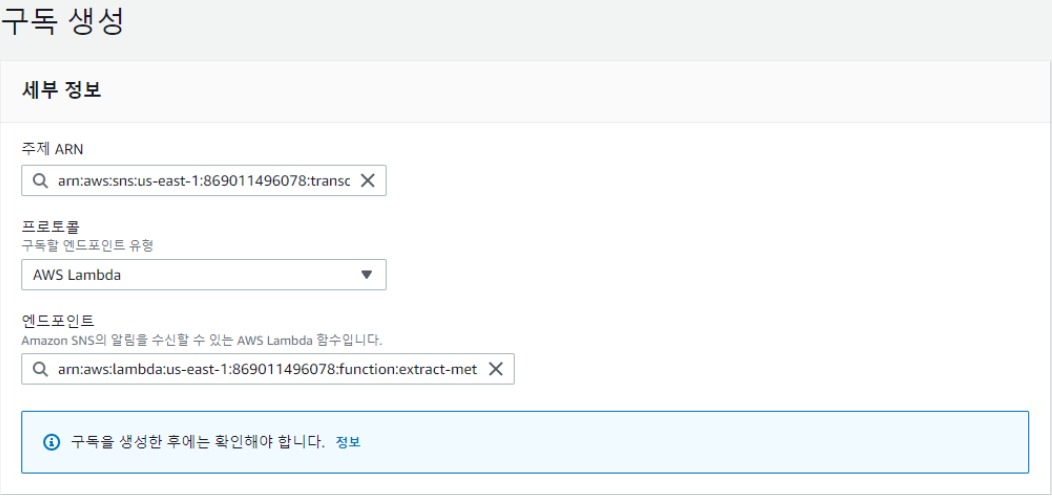 구독 생성
세부 정보
주제 ARN
arn:aws:sns:us-east-1:869011496078:transc
프로토콜
구독할 엔드포인트 유형
AWS Lambda
엔드포인트
Amazon SNS의 알림을 수신할 수 있는 AWS Lambda 함수입니다.
arn:aws:lambda:us-east-1:869011496078:function:extract-met
구독을 생성한 후에는 확인해야 합니다. 정보